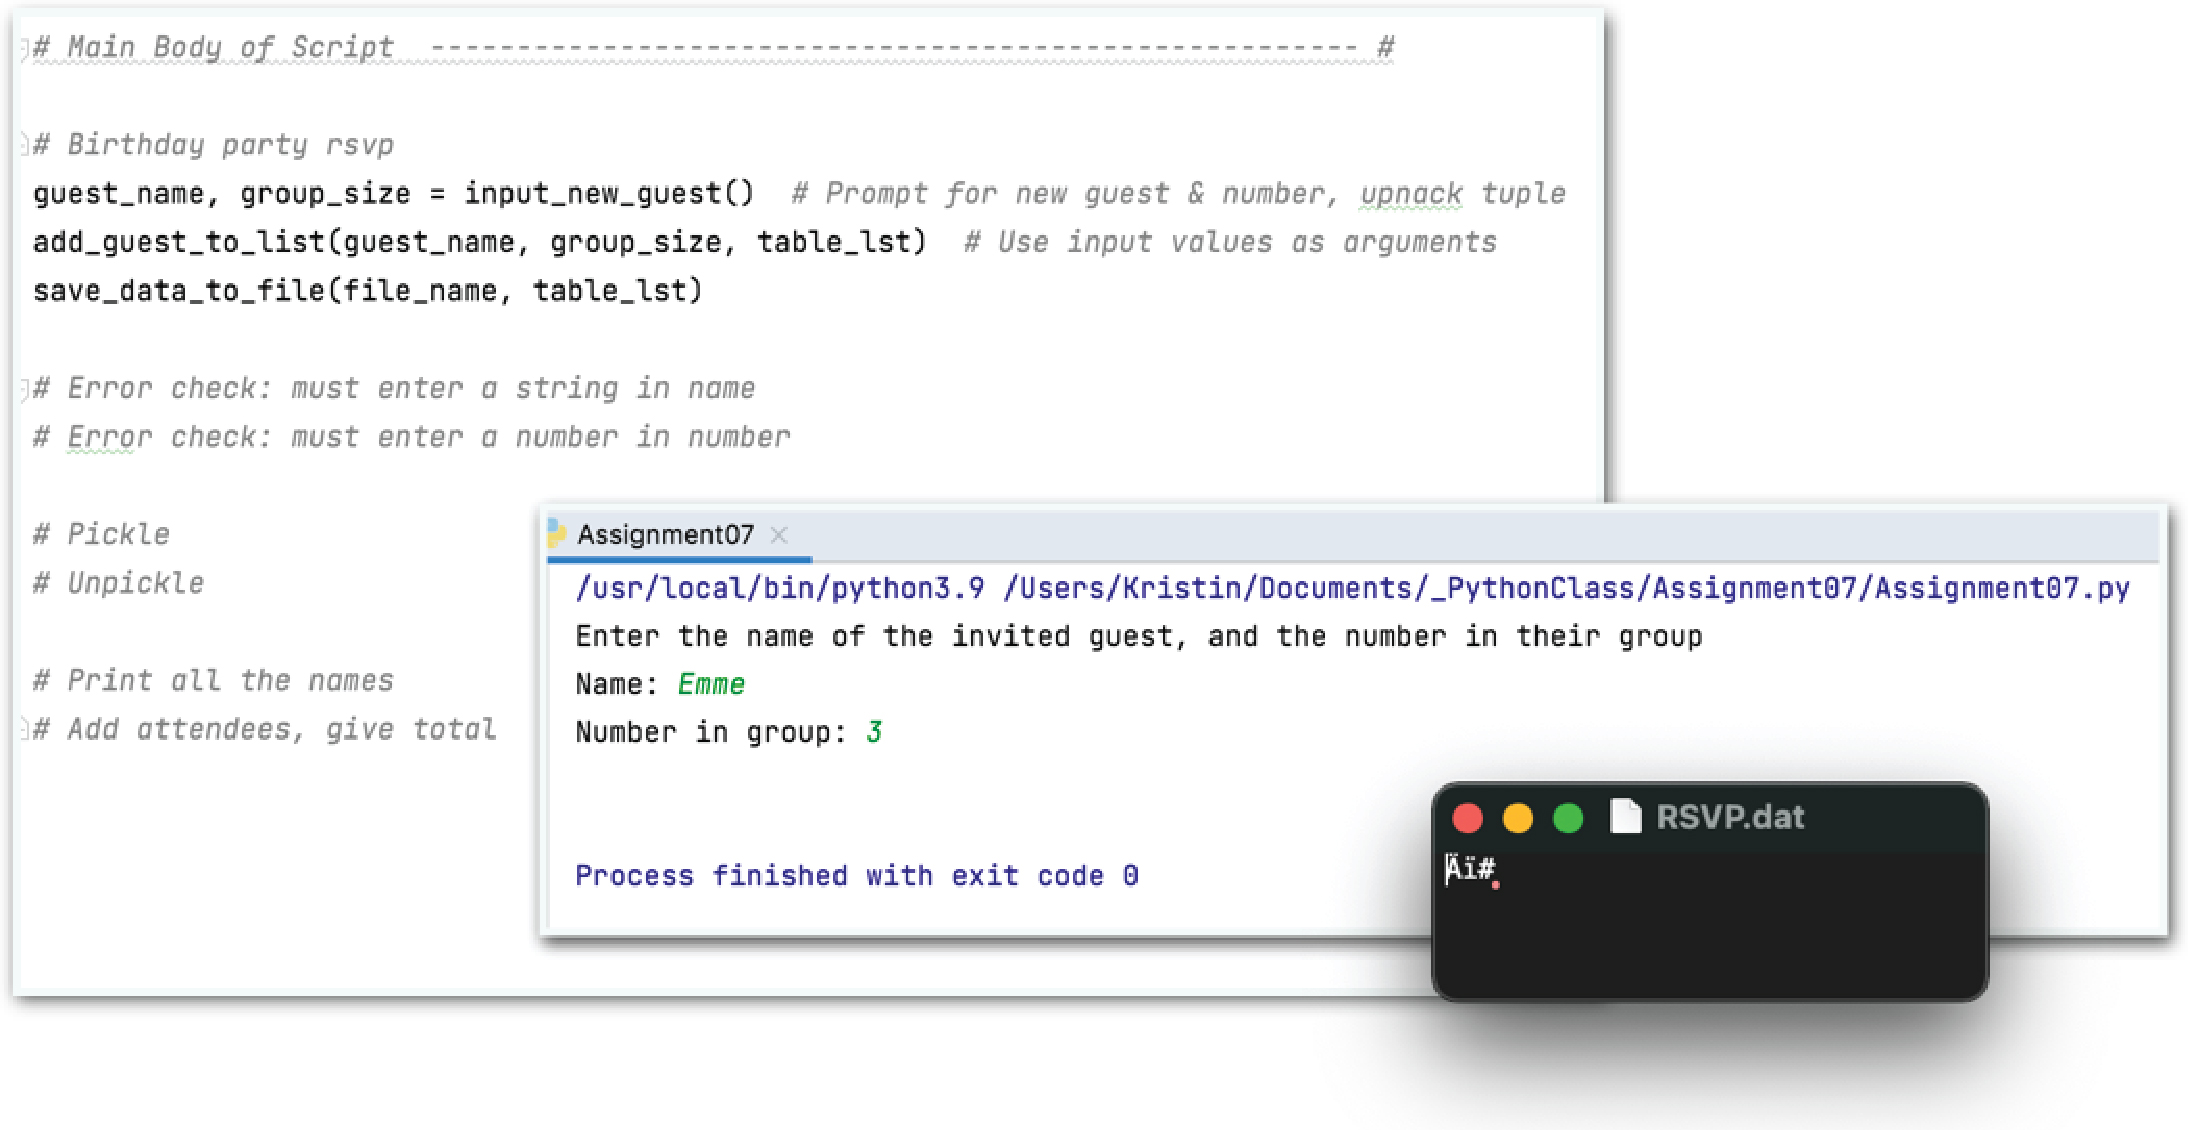 # Main Body of Script ------------------------------------------------------ #
# Birthday party rsvp
guest_name, group_size = input_new_guest()  # Prompt for new guest & number, upnack tuple
add_guest_to_list(guest_name, group_size, table_lst)  # Use input values as arguments
save_data_to_file(file_name, table_lst)
# Error check: must enter a string in name
# Error check: must enter a number in number
# Pickle
# Unpickle
# Print all the names
# Add attendees, give total
Assignment07
/usr/local/bin/python3.9 /Users/Kristin/Documents/_PythonClass/Assignment07/Assignment07.py
Enter the name of the invited guest, and the number in their group
Name: Emme
Number in group: 3
Process finished with exit code 0
RSVP.dat
Äï#